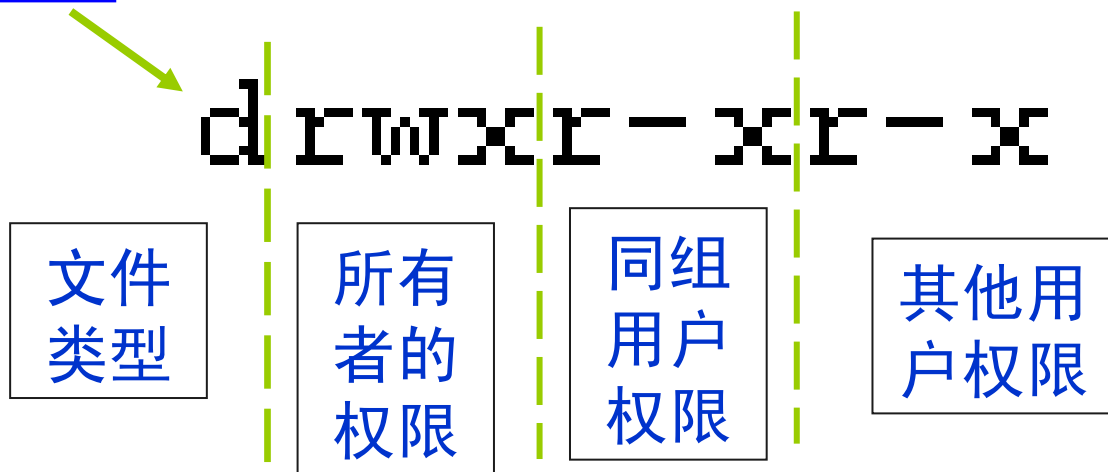 drwxr-xr-x
文件
类型
所有
者的
权限
同组
用户
权限
其他用
户权限